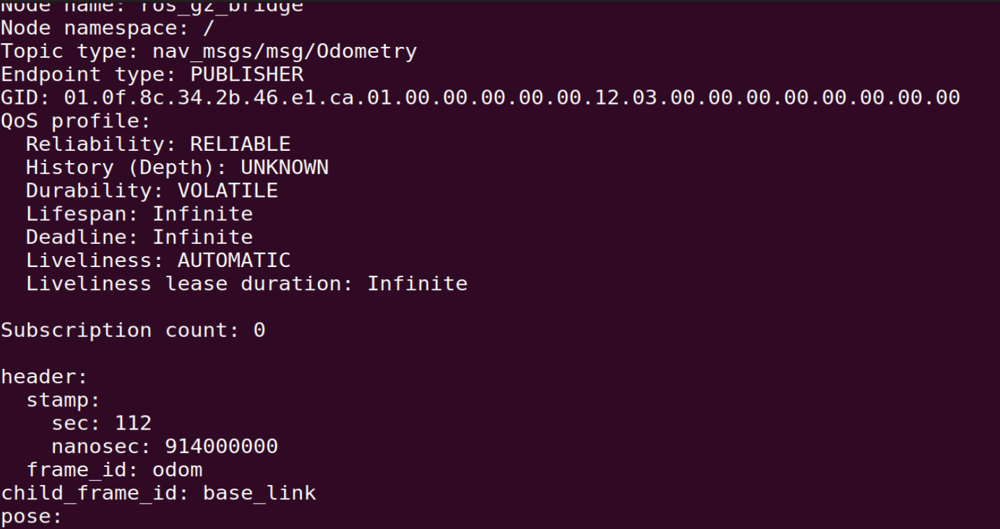 Node name: ros_gz_bridge
Node namespace: /
Topic type: nav_msgs/msg/Odometry
Endpoint type: PUBLISHER
GID: 01.0f.8c.34.2b.46.e1.ca.01.00.00.00.00.00.12.03.00.00.00.00.00.00.00.00
QoS profile:
  Reliability: RELIABLE
  History (Depth): UNKNOWN
  Durability: VOLATILE
  Lifespan: Infinite
  Deadline: Infinite
  Liveliness: AUTOMATIC
  Liveliness lease duration: Infinite

Subscription count: 0

header:
  stamp:
    sec: 112
    nanosec: 914000000
  frame_id: odom
child_frame_id: base_link
pose: